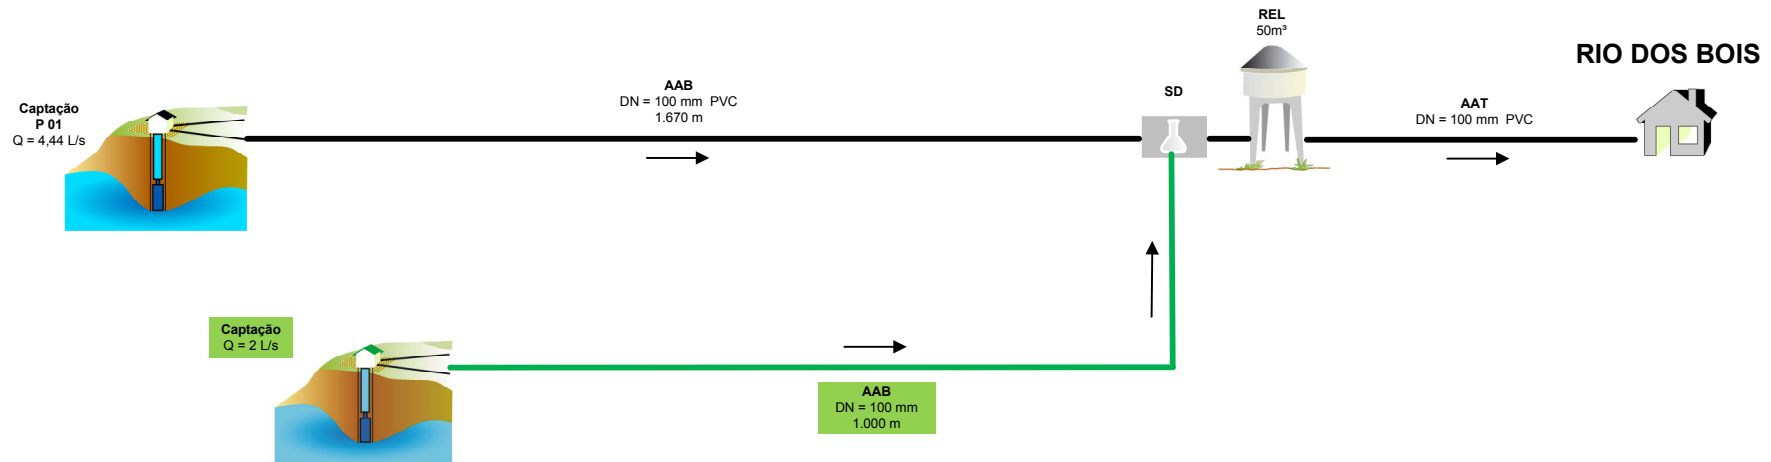 REL
50m³
RIO DOS BOIS
Captação
P 01
Q = 4,44 L/s
AAB
DN = 100 mm  PVC
1.670 m
SD
AAT
DN = 100 mm  PVC
Captação
Q = 2 L/s
AAB
DN = 100 mm
1.000 m